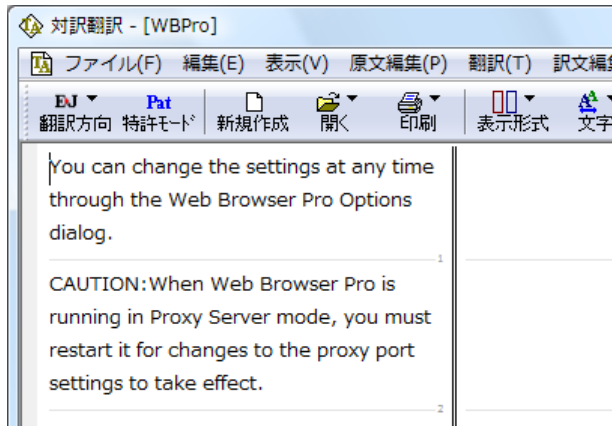 対訳翻訳 - [WBPro]
ファイル(F) 編集(E) 表示(V) 原文編集(P) 翻訳(T) 訳文編
EJ Pat
翻訳方向 特許モード 新規作成 開く 印刷 表示形式 文字
You can change the settings at any time
through the Web Browser Pro Options
dialog.
1
CAUTION:When Web Browser Pro is
running in Proxy Server mode, you must
restart it for changes to the proxy port
settings to take effect.
2